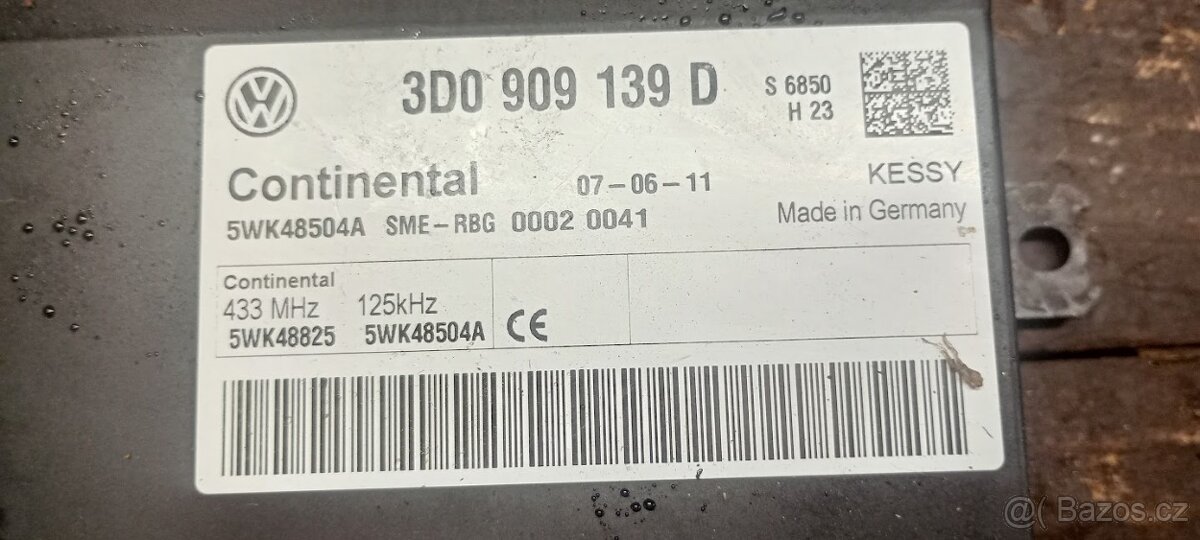 3D0 909 139 D
S 6850
H 23
Continental
07-06-11
KESSY
5WK48504A SME-RBG 0002 0041
Made in Germany
Continental
433 MHz 125kHz
5WK48825 5WK48504A
CE
@( Bazos.cz